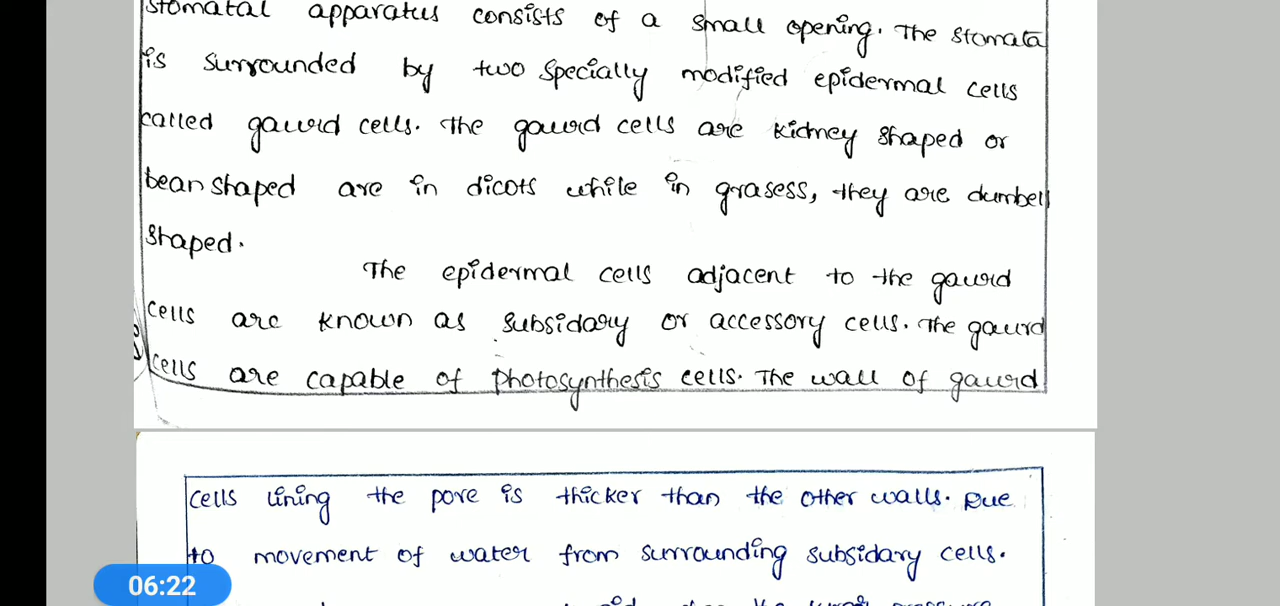 stomatal apparatus consists of a small opening. The stomata
is surrounded by two specially modified epidermal cells
called gaurd cells. The gaurd cells are kidney shaped or
bean shaped are in dicots while in grasess, they are dumbell
shaped.
The epidermal cells adjacent to the gaurd
cells are known as subsidary or accessory cells. The gaurd
cells are capable of photosynthesis cells. The wall of gaurd
cells lining the pore is thicker than the other walls. Due
to movement of water from surrounding subsidary cells.
06:22